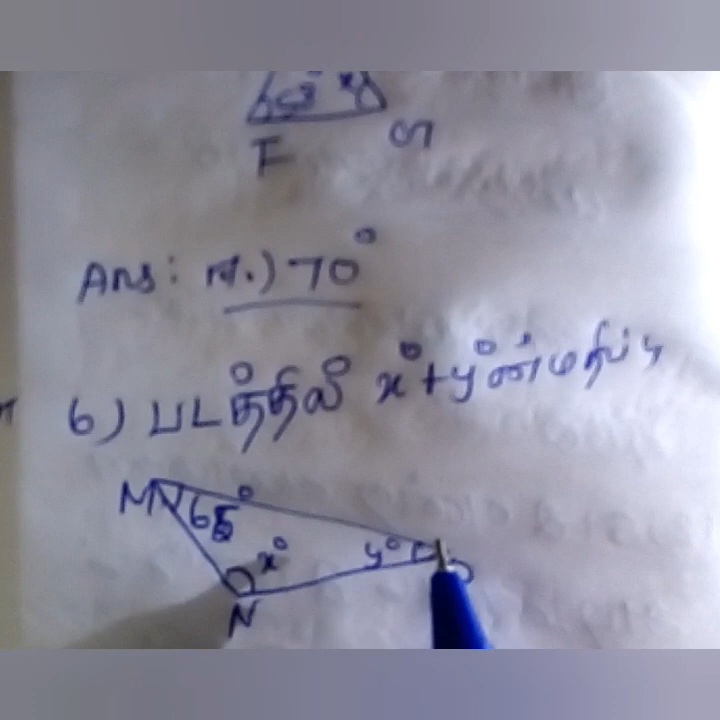 x
F G
Ans: ஈ.) 70°
6) படத்தில் x°+y°ன் மதிப்பு
M 65°
x° y°
N